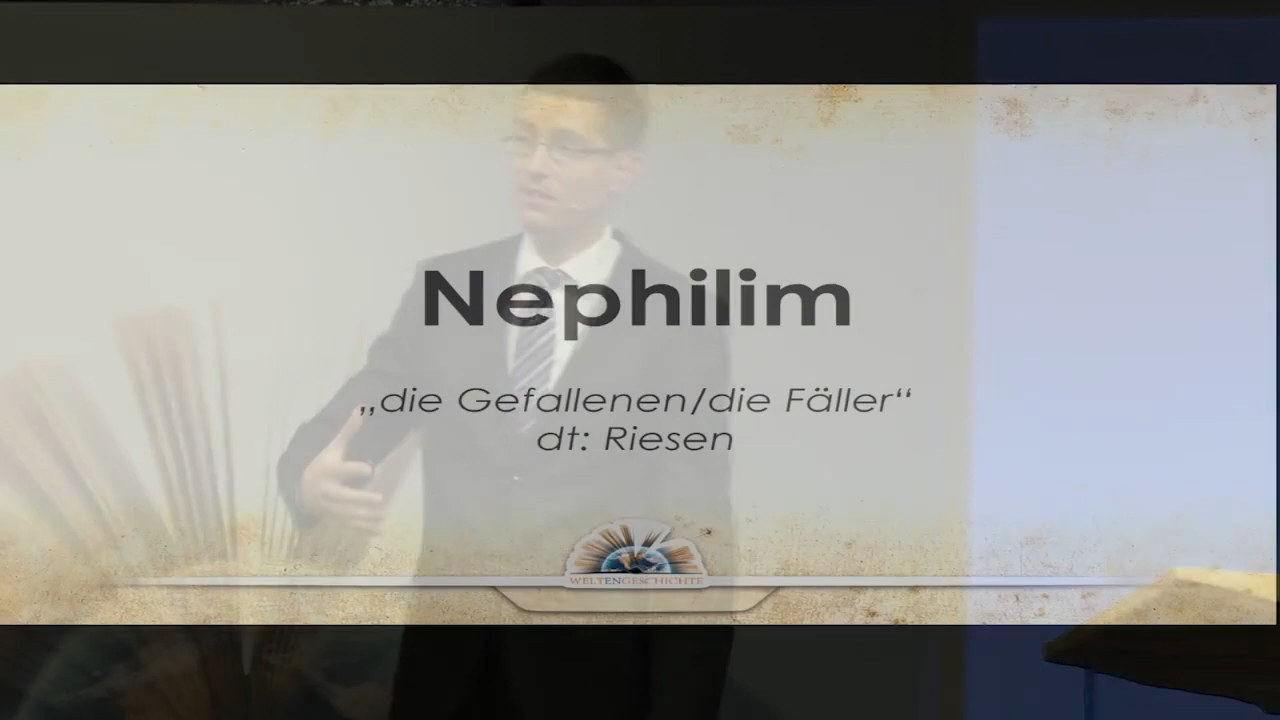 Nephilim
„die Gefallenen/die Fäller“
dt: Riesen
WELTENGESCHICHTE